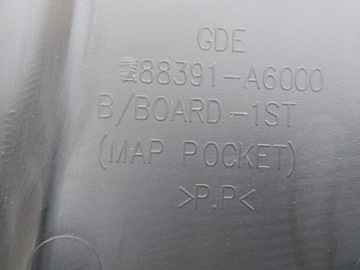 GDE
88391-A6000
B/BOARD-1ST
(MAP POCKET)
>P.P<